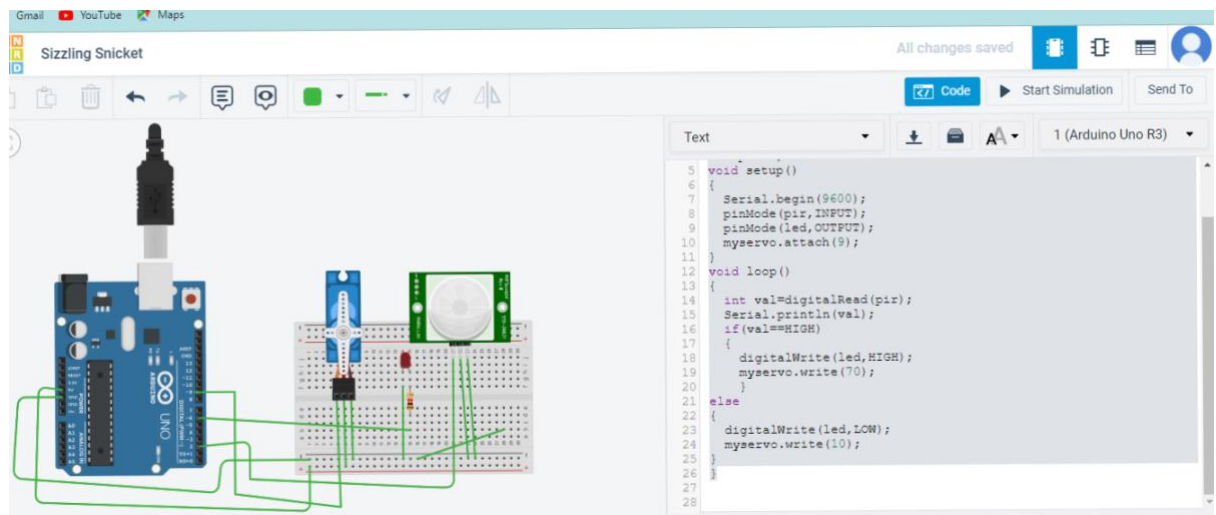 Gmail YouTube Maps
Sizzling Snicket
All changes saved
Code
Start Simulation
Send To
Text
1 (Arduino Uno R3)
5 void setup()
6 {
7 Serial.begin(9600);
8 pinMode(pir,INPUT);
9 pinMode(led,OUTPUT);
10 myservo.attach(9);
11 }
12 void loop()
13 {
14 int val=digitalRead(pir);
15 Serial.println(val);
16 if(val==HIGH)
17 {
18 digitalWrite(led,HIGH);
19 myservo.write(70);
20 }
21 else
22 {
23 digitalWrite(led,LOW);
24 myservo.write(10);
25 }
26 }
27
28
UNO
ARDUINO
POWER
ANALOG IN